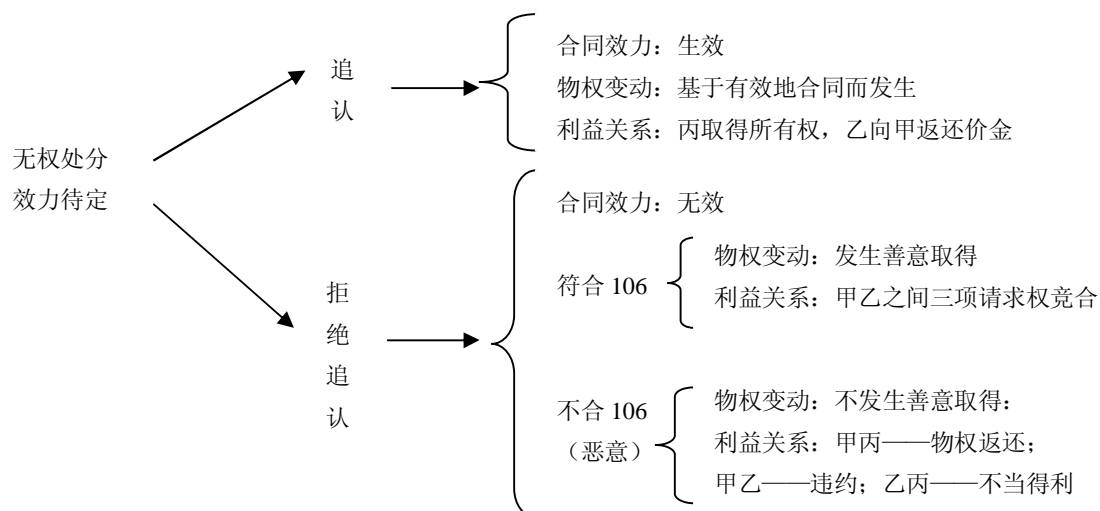 无权处分
效力待定
追
认
合同效力：生效
物权变动：基于有效地合同而发生
利益关系：丙取得所有权，乙向甲返还价金
拒
绝
追
认
合同效力：无效
符合 106
物权变动：发生善意取得
利益关系：甲乙之间三项请求权竞合
不合 106
（恶意）
物权变动：不发生善意取得：
利益关系：甲丙——物权返还；
甲乙——违约；乙丙——不当得利